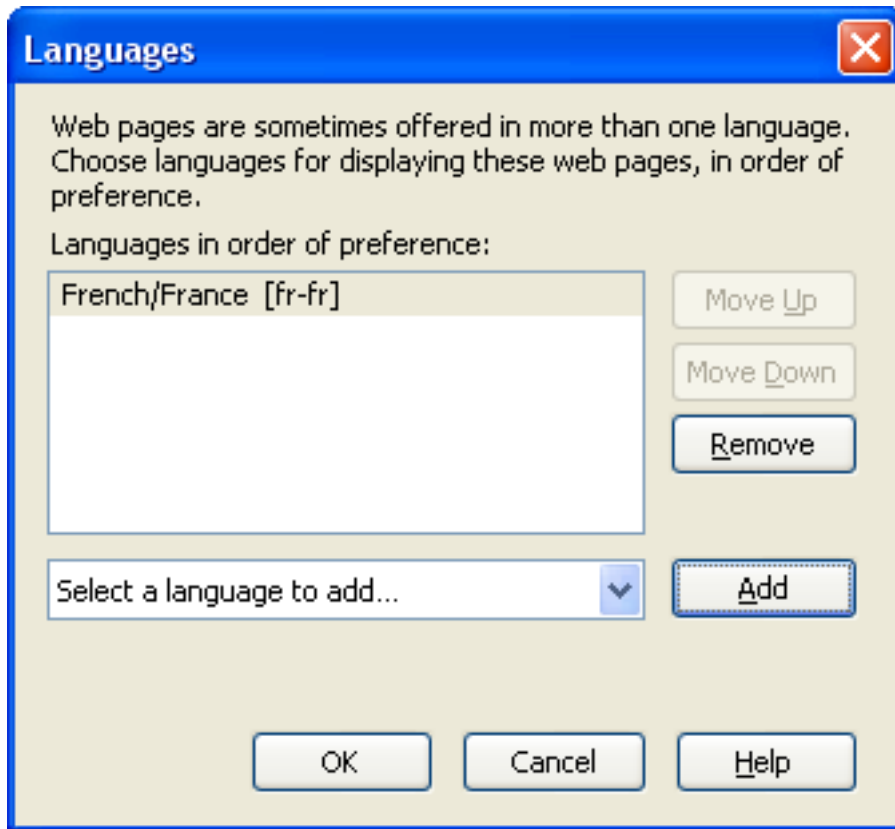 Languages
Web pages are sometimes offered in more than one language.
Choose languages for displaying these web pages, in order of
preference.
Languages in order of preference:
French/France [fr-fr]
Move Up
Move Down
Remove
Select a language to add...
Add
OK
Cancel
Help